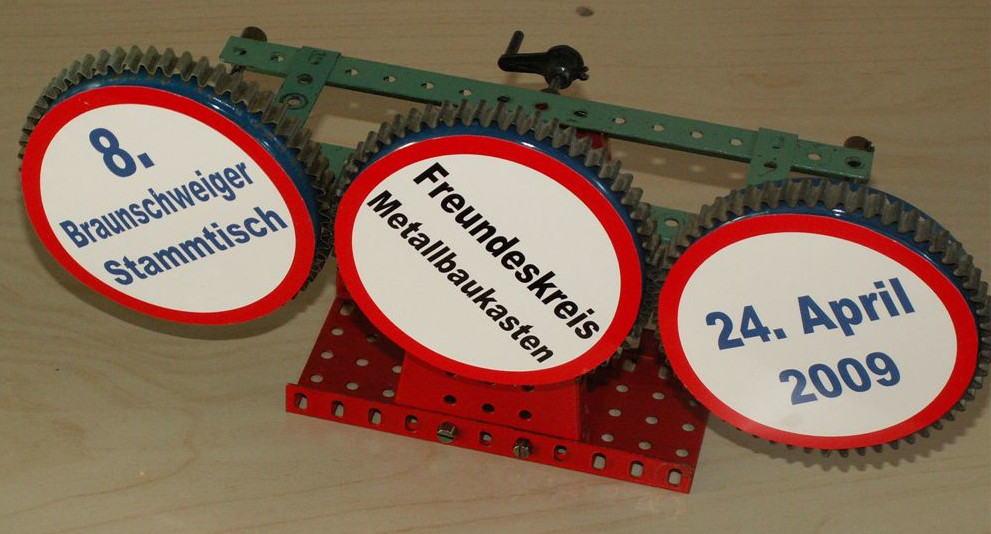 8.
Braunschweiger
Stammtisch
Freundeskreis
Metallbaukasten
24. April
2009